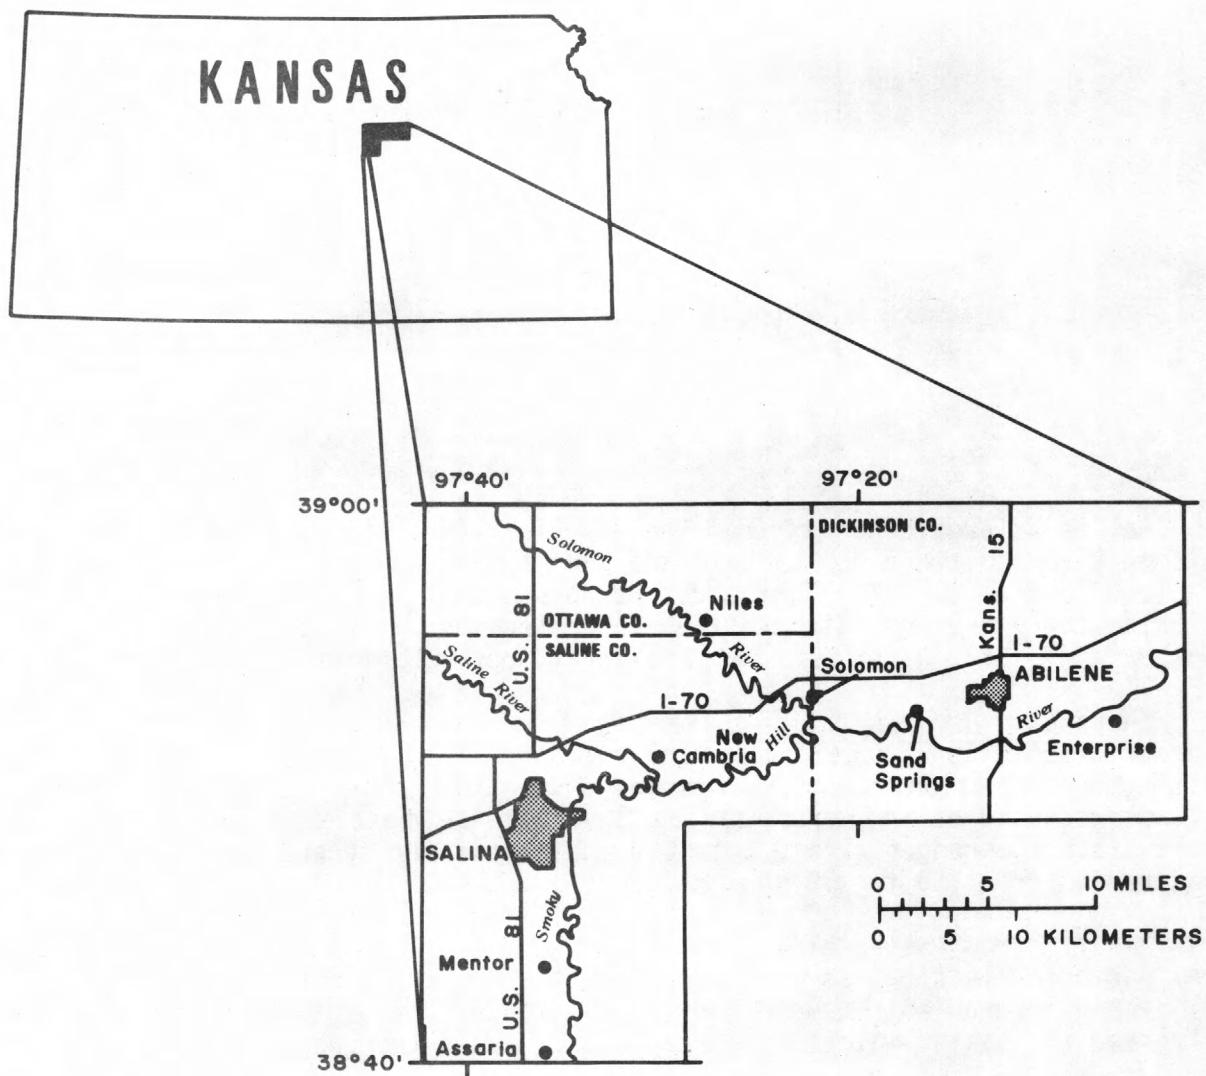 KANSAS
97°40'
97°20'
39°00'
DICKINSON CO.
Solomon
15
Niles
Kans.
U.S. 81
OTTAWA CO.
SALINE CO.
I-70
Saline River
River
Solomon
ABILENE
I-70
New
Cambria
Hill
River
Enterprise
Sand
Springs
SALINA
0 5 10 MILES
0 5 10 KILOMETERS
Smoky
U.S. 81
Mentor
Assaria
38°40'